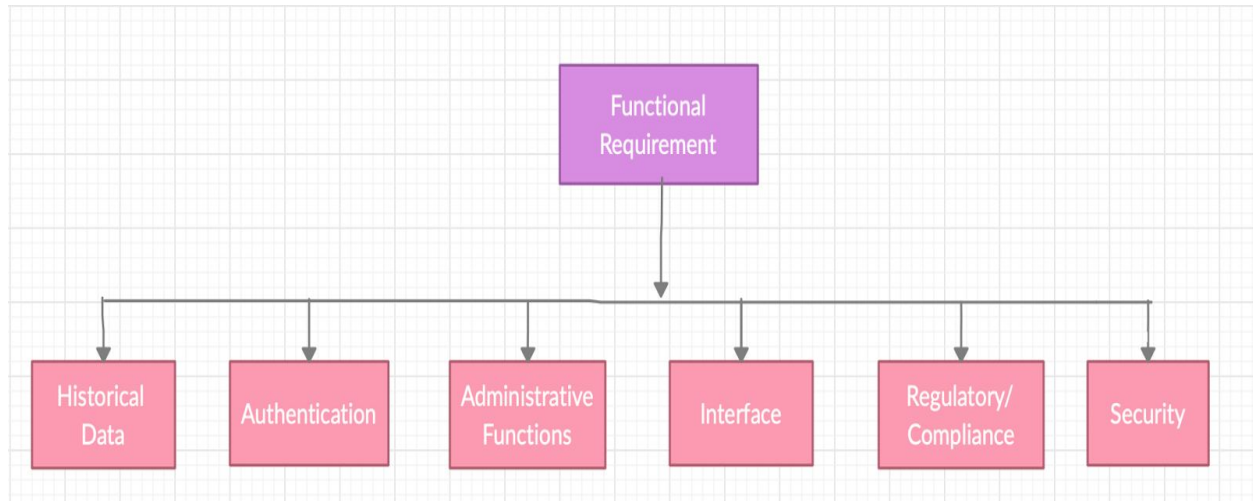 Functional
Requirement
Historical
Data
Authentication
Administrative
Functions
Interface
Regulatory/
Compliance
Security